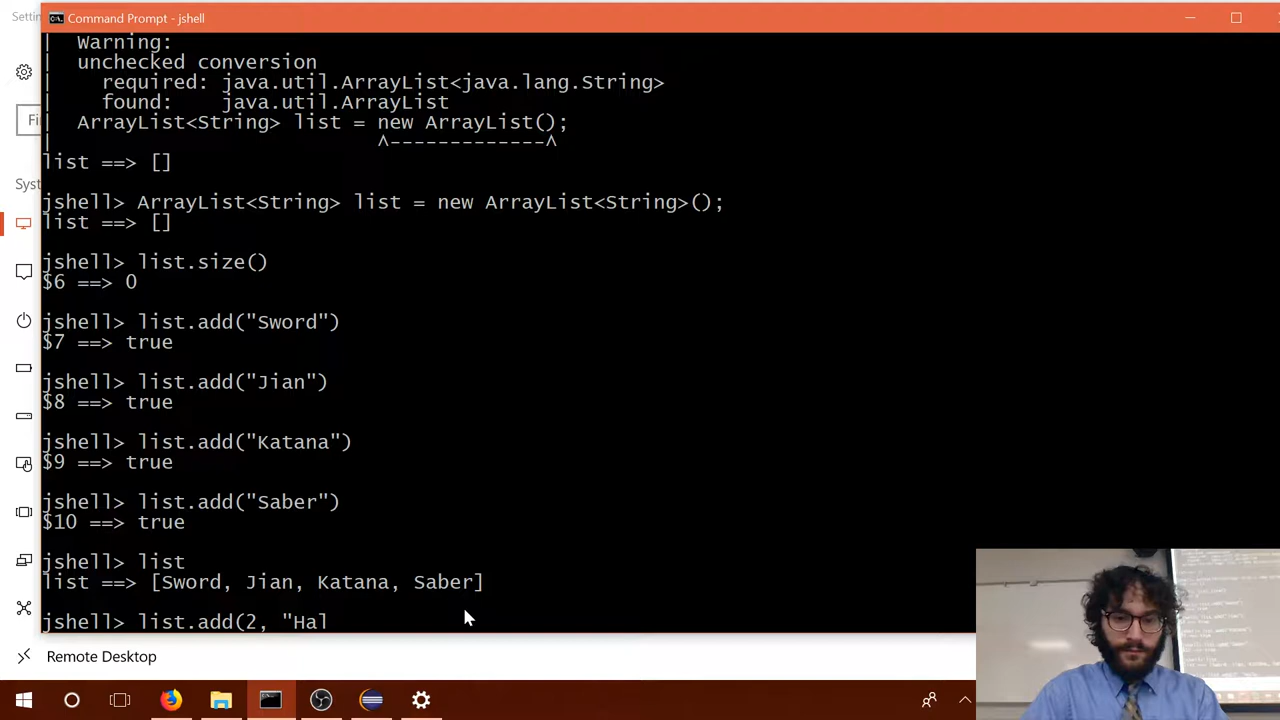 Settin
Command Prompt - jshell
| Warning:
| unchecked conversion
| required: java.util.ArrayList<java.lang.String>
| found: java.util.ArrayList
| ArrayList<String> list = new ArrayList();
| ^-------------^
list ==> []
jshell> ArrayList<String> list = new ArrayList<String>();
list ==> []
jshell> list.size()
$6 ==> 0
jshell> list.add("Sword")
$7 ==> true
jshell> list.add("Jian")
$8 ==> true
jshell> list.add("Katana")
$9 ==> true
jshell> list.add("Saber")
$10 ==> true
jshell> list
list ==> [Sword, Jian, Katana, Saber]
jshell> list.add(2, "Hal
Fi
Syst
Remote Desktop